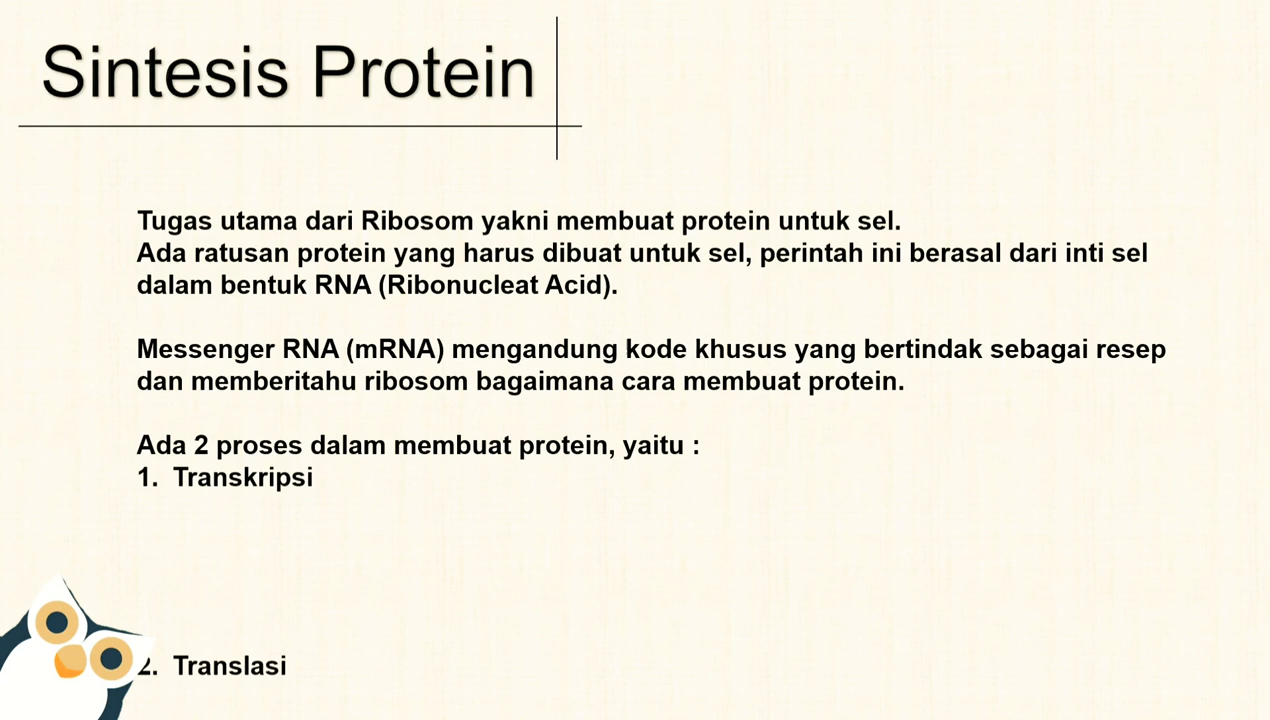 Sintesis Protein
Tugas utama dari Ribosom yakni membuat protein untuk sel.
Ada ratusan protein yang harus dibuat untuk sel, perintah ini berasal dari inti sel
dalam bentuk RNA (Ribonucleat Acid).
Messenger RNA (mRNA) mengandung kode khusus yang bertindak sebagai resep
dan memberitahu ribosom bagaimana cara membuat protein.
Ada 2 proses dalam membuat protein, yaitu :
1. Transkripsi
2. Translasi